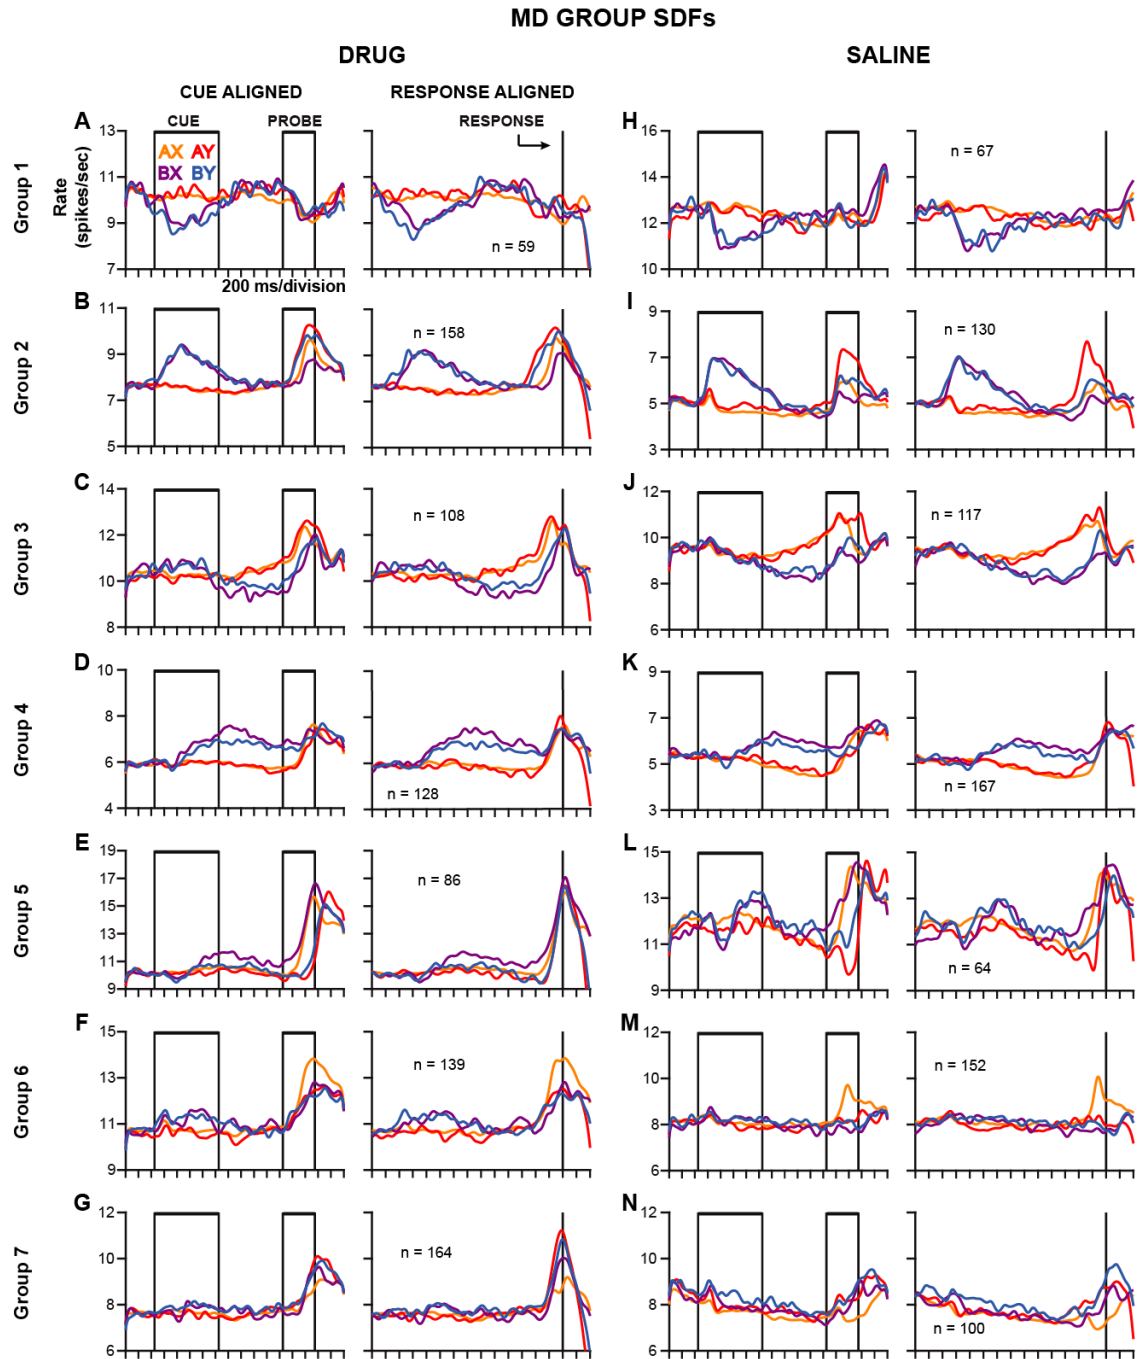 MD GROUP SDFs
DRUG
SALINE
CUE ALIGNED
RESPONSE ALIGNED
Group 1
Rate
(spikes/sec)
A
CUE
PROBE
AX AY
BX BY
13
11
9
7
RESPONSE
n = 59
H
16
14
12
10
n = 67
200 ms/division
Group 2
B
11
9
7
5
n = 158
I
9
7
5
3
n = 130
Group 3
C
14
12
10
8
n = 108
J
12
10
8
6
n = 117
Group 4
D
10
8
6
4
n = 128
K
9
7
5
3
n = 167
Group 5
E
19
17
15
13
11
9
n = 86
L
15
13
11
9
n = 64
Group 6
F
15
13
11
9
n = 139
M
12
10
8
6
n = 152
Group 7
G
12
10
8
6
n = 164
N
12
10
8
6
n = 100